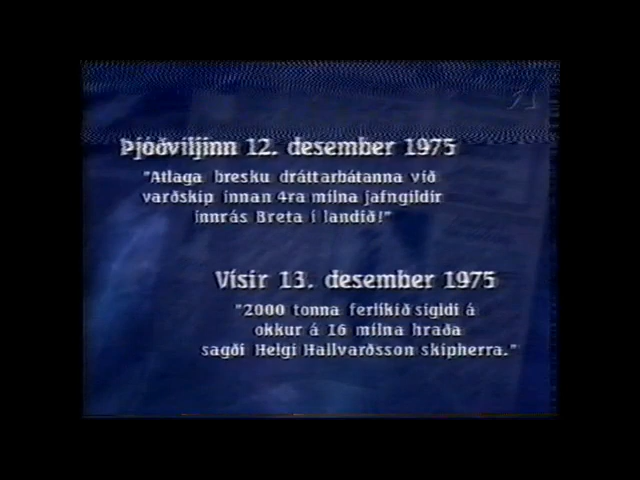 Þjóðviljinn 12. desember 1975
"Atlaga bresku dráttarbátanna við
varðskip innan 4ra mílna jafngildir
innrás Breta í landið!"
Vísir 13. desember 1975
"2000 tonna ferlíkið sigldi á
okkur á 16 mílna hraða
sagði Helgi Hallvarðsson skipherra."